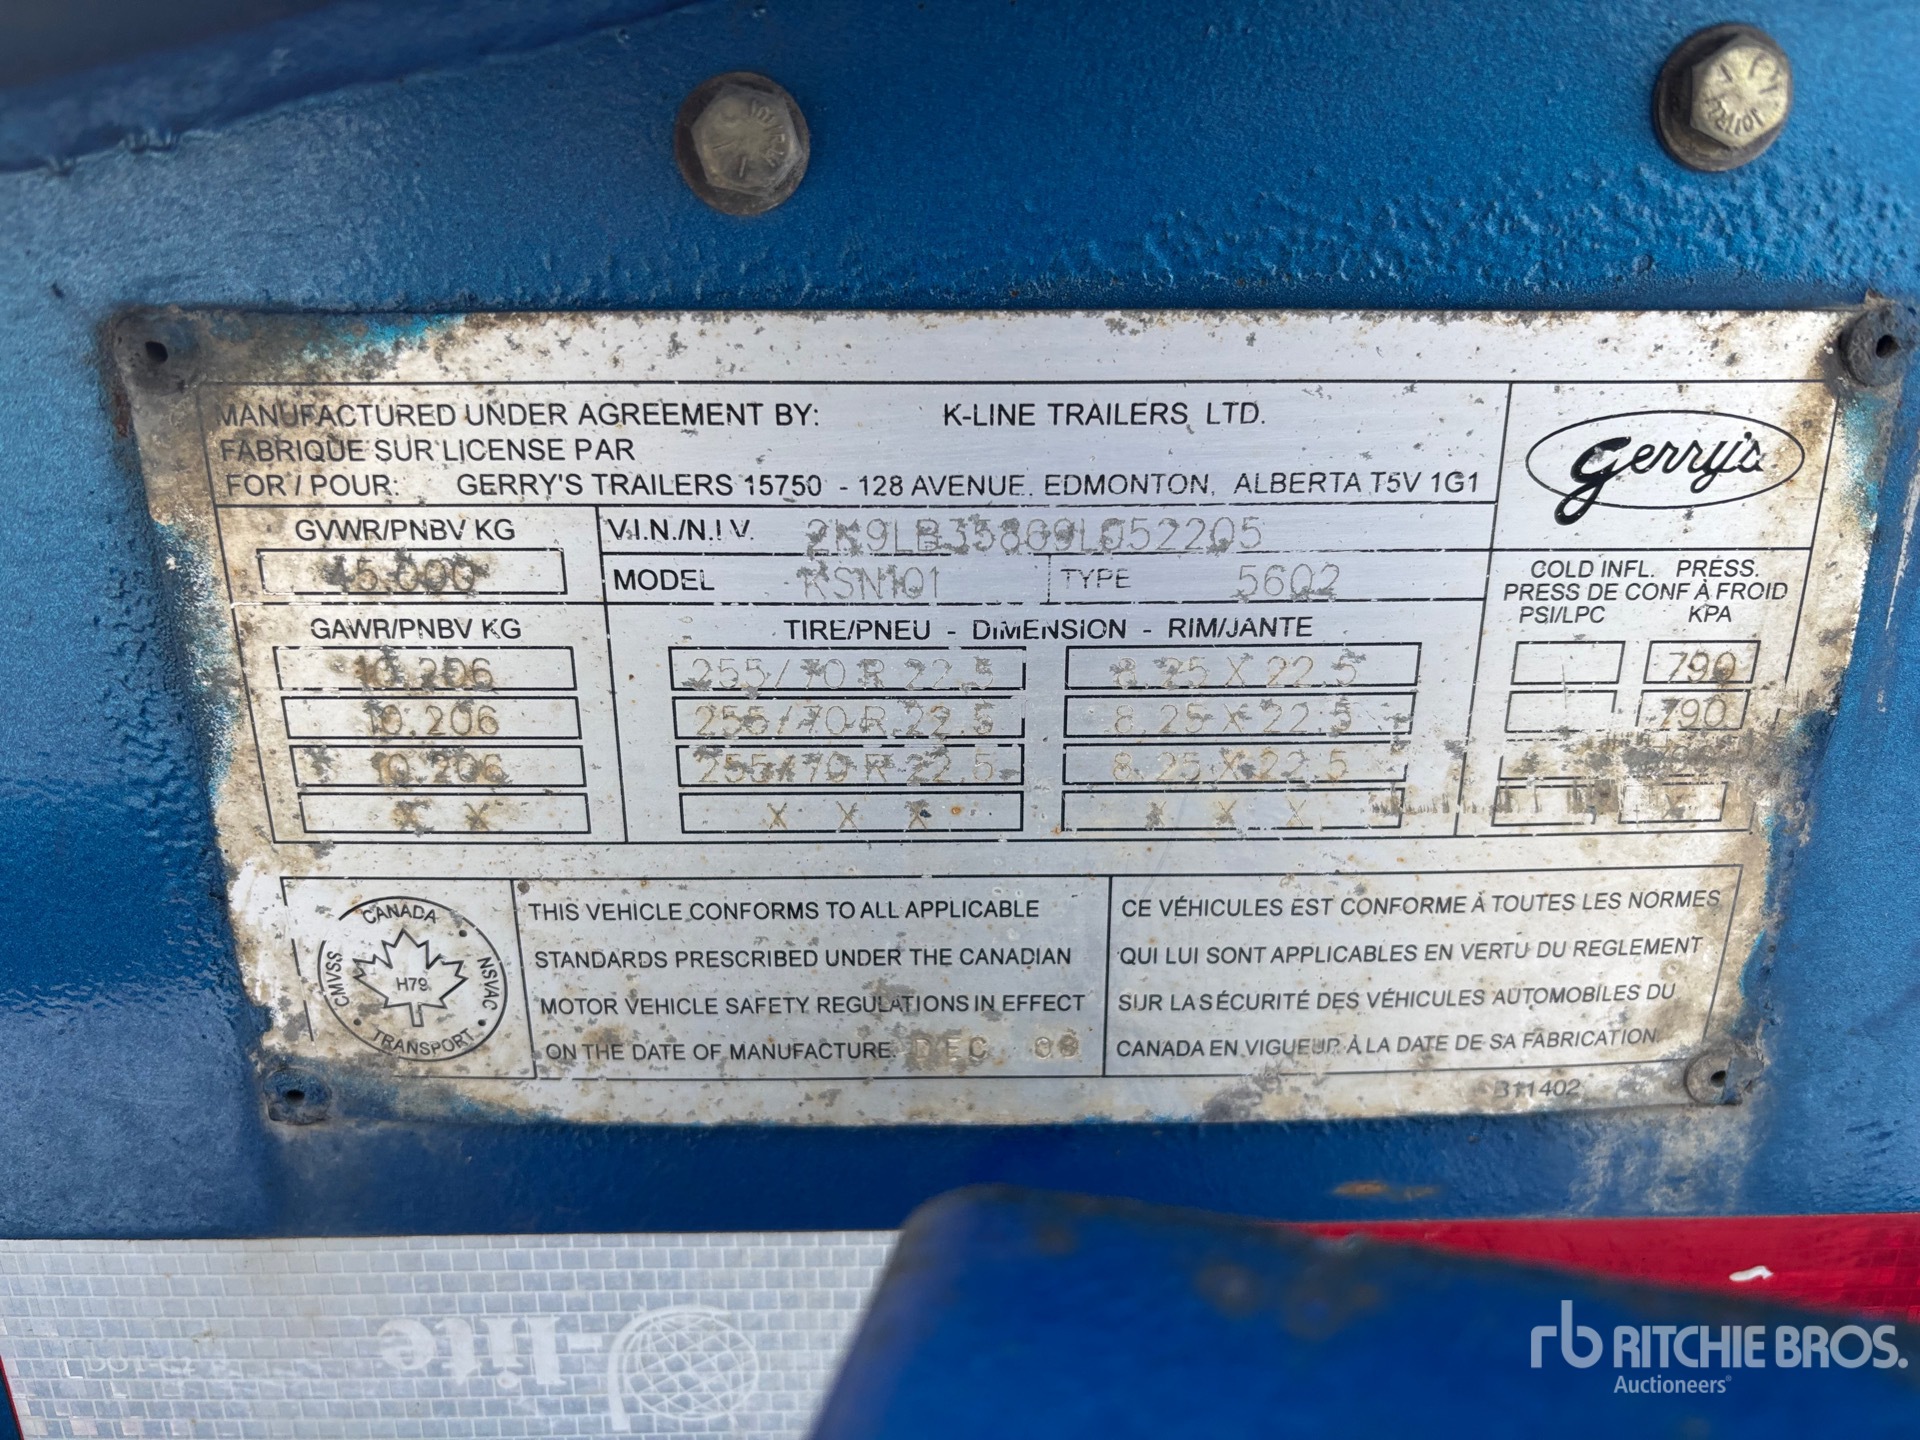 MANUFACTURED UNDER AGREEMENT BY: K-LINE TRAILERS LTD.
FABRIQUE SUR LICENSE PAR
FOR / POUR: GERRY'S TRAILERS 15750 - 128 AVENUE. EDMONTON, ALBERTA T5V 1G1
Gerry's
GVWR/PNBV KG
V.I.N./N.I.V. 2K9LB35869L052205
45,000
MODEL KSN101 TYPE 5602
COLD INFL. PRESS.
PRESS DE CONF À FROID
PSI/LPC KPA
GAWR/PNBV KG TIRE/PNEU - DIMENSION - RIM/JANTE
10,206 255/70 R 22.5 8.25 X 22.5 790
10,206 255/70 R 22.5 8.25 X 22.5 790
10,206 255/70 R 22.5 8.25 X 22.5
X X X X X X X X X
CANADA
CMVSS H79 NSVAC
TRANSPORT
THIS VEHICLE CONFORMS TO ALL APPLICABLE
STANDARDS PRESCRIBED UNDER THE CANADIAN
MOTOR VEHICLE SAFETY REGULATIONS IN EFFECT
ON THE DATE OF MANUFACTURE. DEC
CE VÉHICULES EST CONFORME À TOUTES LES NORMES
QUI LUI SONT APPLICABLES EN VERTU DU REGLEMENT
SUR LA SÉCURITÉ DES VÉHICULES AUTOMOBILES DU
CANADA EN VIGUEUR À LA DATE DE SA FABRICATION
311402
-lite
rb RITCHIE BROS.
Auctioneers